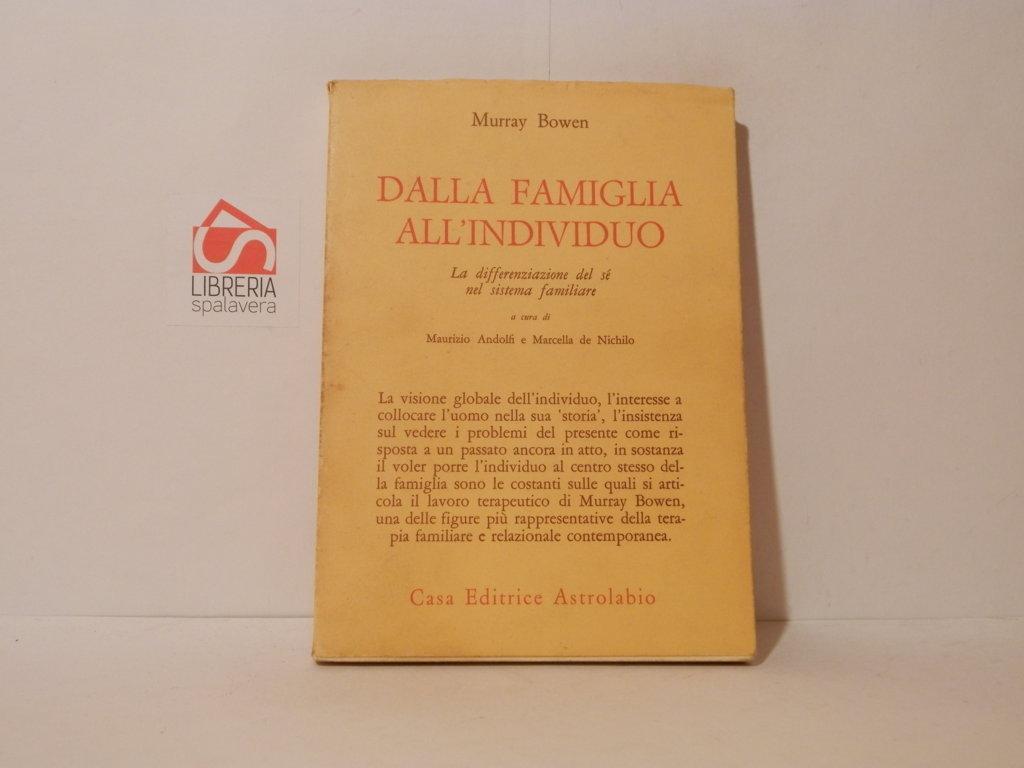 Murray Bowen
DALLA FAMIGLIA
ALL'INDIVIDUO
La differenziazione del sé
nel sistema familiare
a cura di
Maurizio Andolfi e Marcella de Nichilo
La visione globale dell'individuo, l'interesse a
collocare l'uomo nella sua 'storia', l'insistenza
sul vedere i problemi del presente come ri-
sposta a un passato ancora in atto, in sostanza
il voler porre l'individuo al centro stesso del-
la famiglia sono le costanti sulle quali si arti-
cola il lavoro terapeutico di Murray Bowen,
una delle figure più rappresentative della tera-
pia familiare e relazionale contemporanea.
Casa Editrice Astrolabio
LIBRERIA
spalavera